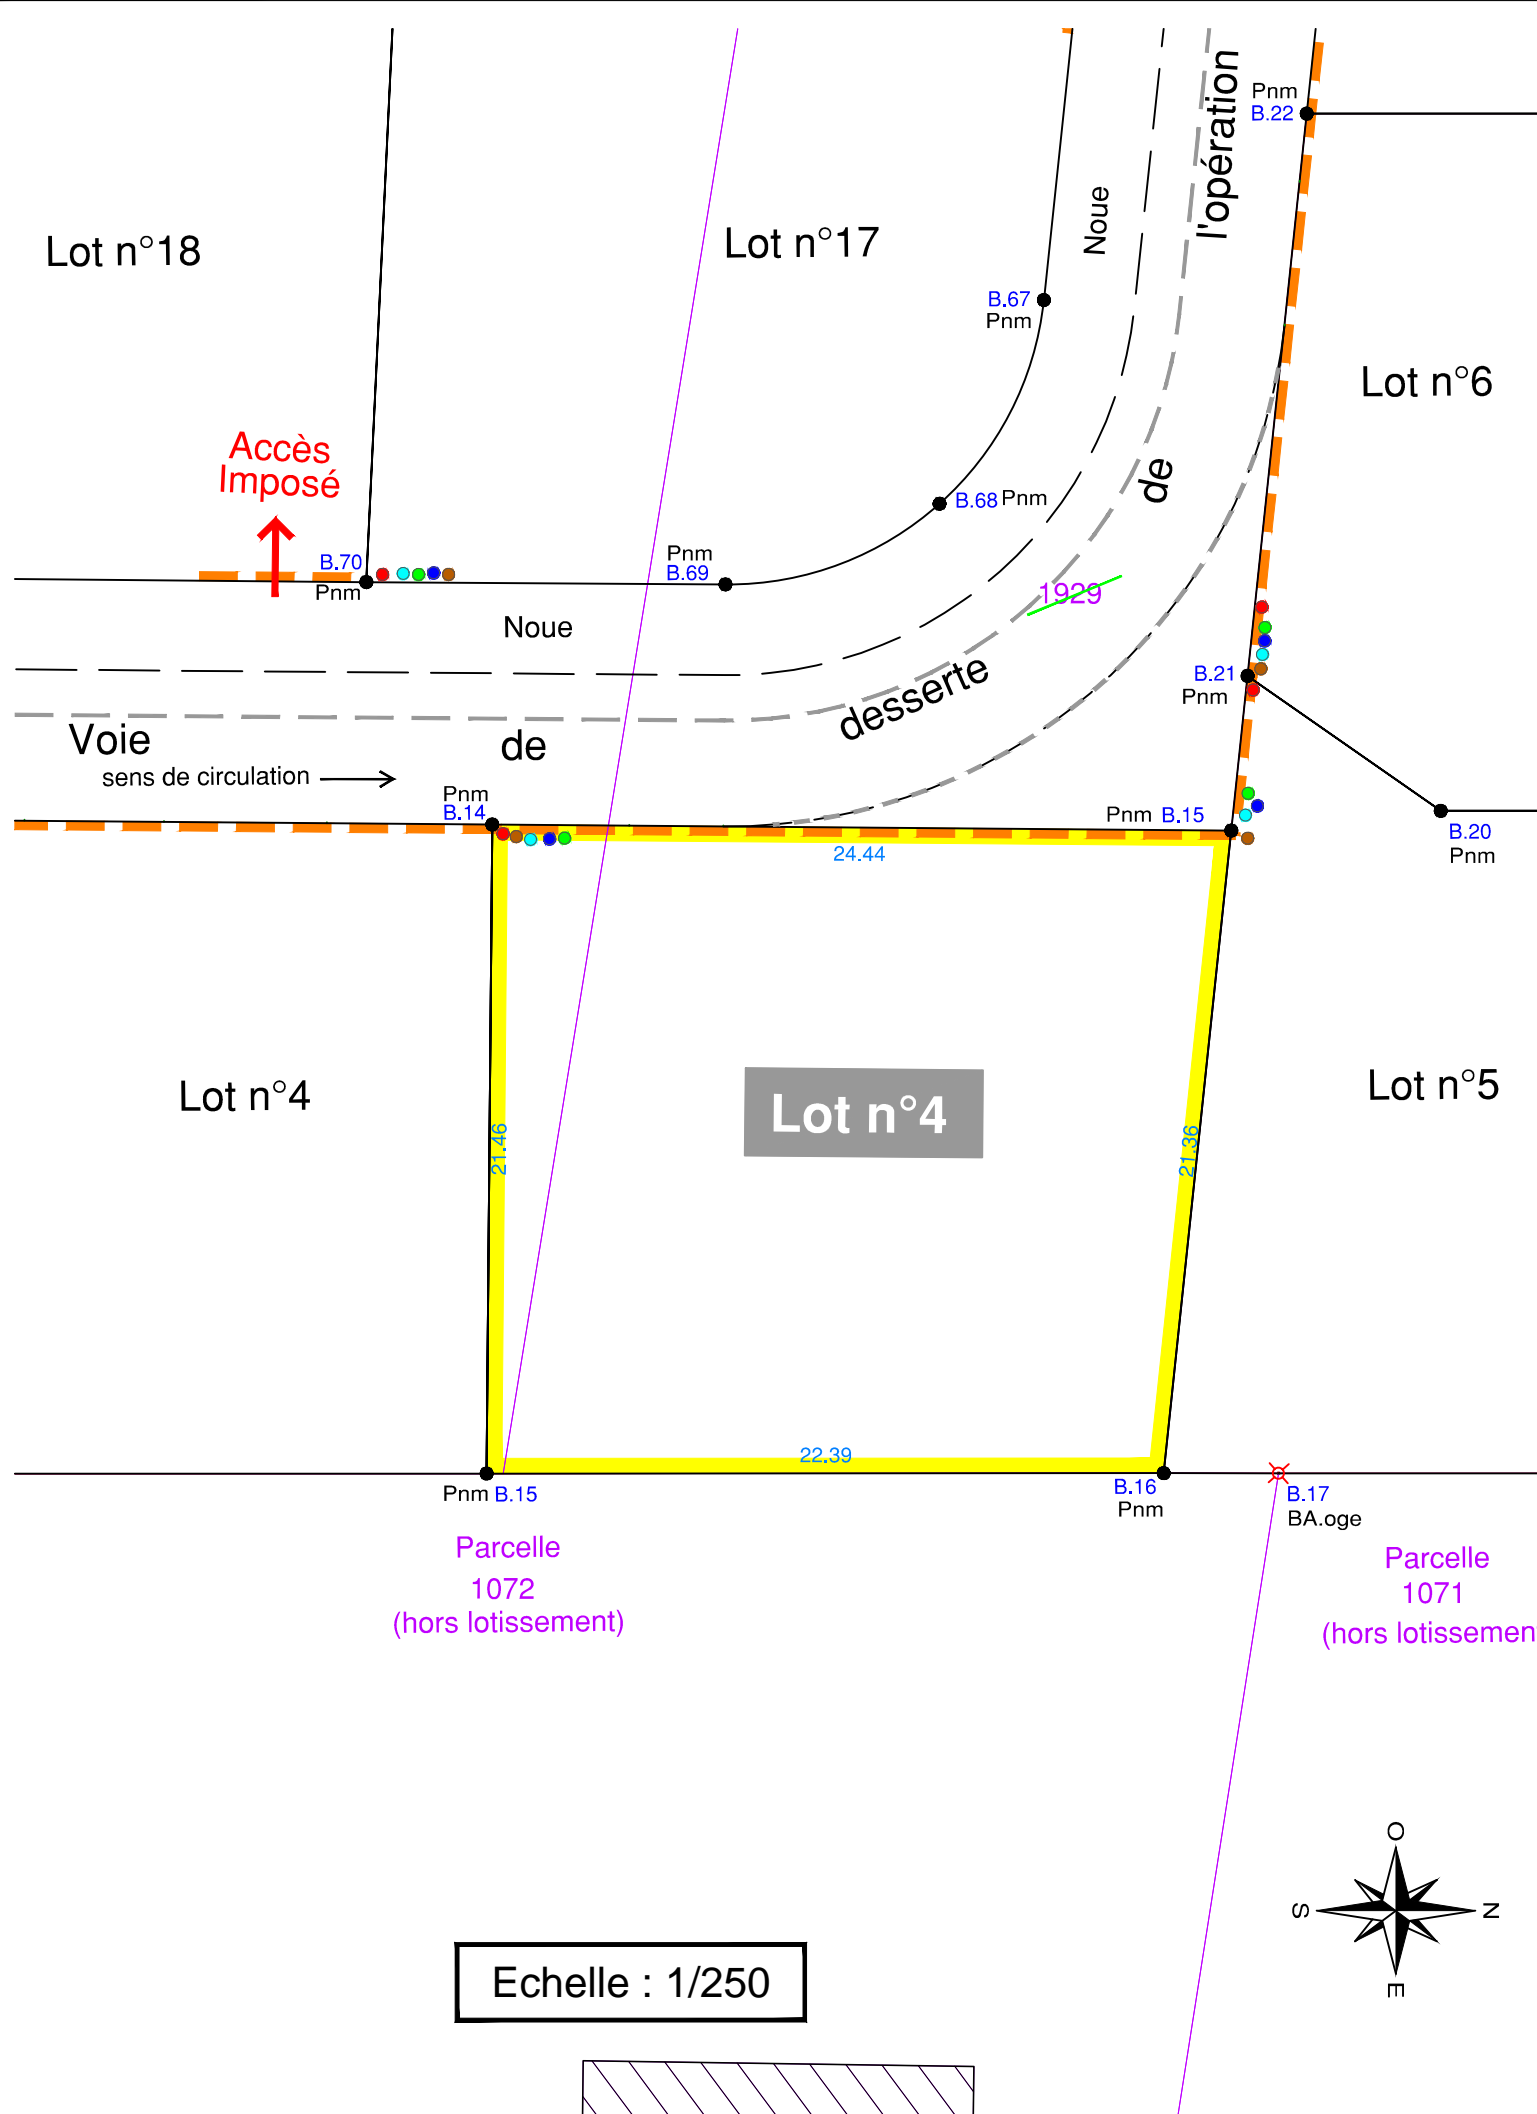 l'opération
Pnm
B.22
Noue
Lot n°18
Lot n°17
B.67
Pnm
Lot n°6
Accès
Imposé
de
B.68 Pnm
B.70
Pnm
Pnm
B.69
1929
Noue
B.21
Pnm
desserte
Voie
de
sens de circulation
Pnm
B.14
Pnm B.15
B.20
Pnm
24.44
Lot n°4
21.46
Lot n°4
21.36
Lot n°5
22.39
Pnm B.15
B.16
Pnm
B.17
BA.oge
Parcelle
1072
(hors lotissement)
Parcelle
1071
(hors lotissemen
O
S
N
E
Echelle : 1/250